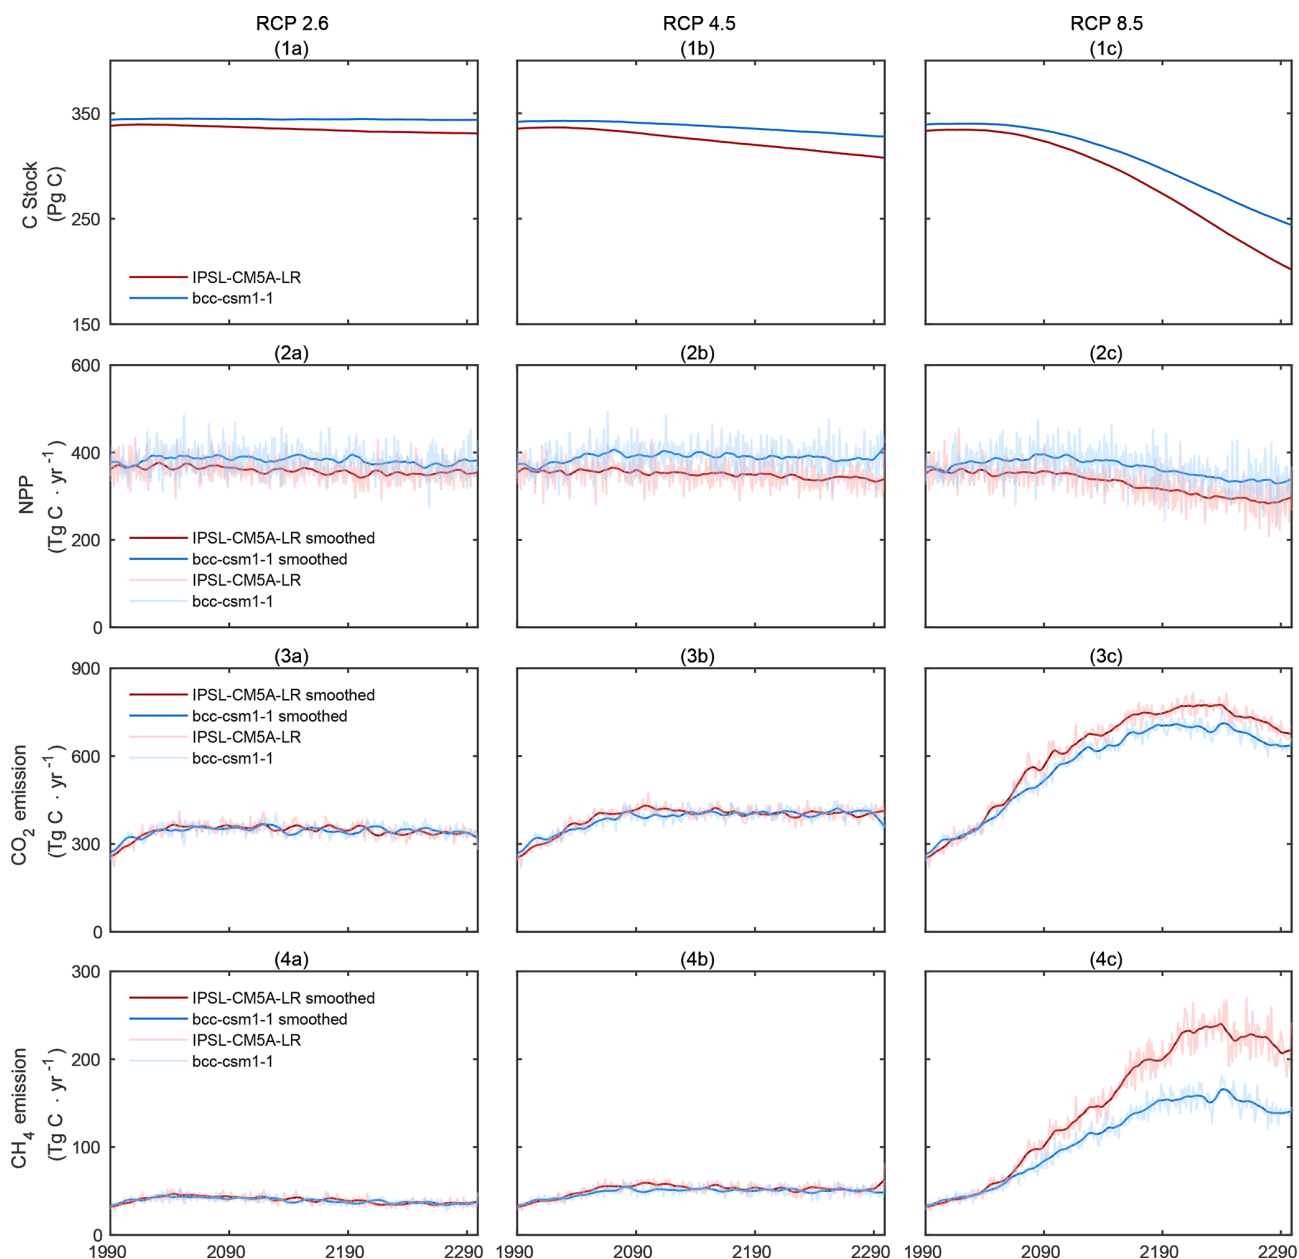 RCP 2.6 RCP 4.5 RCP 8.5
(1a) (1b) (1c)
350
250
150
C Stock
(Pg C)
IPSL-CM5A-LR
bcc-csm1-1
(2a) (2b) (2c)
600
400
200
0
NPP
(Tg C · yr⁻¹)
IPSL-CM5A-LR smoothed
bcc-csm1-1 smoothed
IPSL-CM5A-LR
bcc-csm1-1
(3a) (3b) (3c)
900
600
300
0
CO₂ emission
(Tg C · yr⁻¹)
IPSL-CM5A-LR smoothed
bcc-csm1-1 smoothed
IPSL-CM5A-LR
bcc-csm1-1
(4a) (4b) (4c)
300
200
100
0
CH₄ emission
(Tg C · yr⁻¹)
IPSL-CM5A-LR smoothed
bcc-csm1-1 smoothed
IPSL-CM5A-LR
bcc-csm1-1
1990 2090 2190 2290 1990 2090 2190 2290 1990 2090 2190 2290